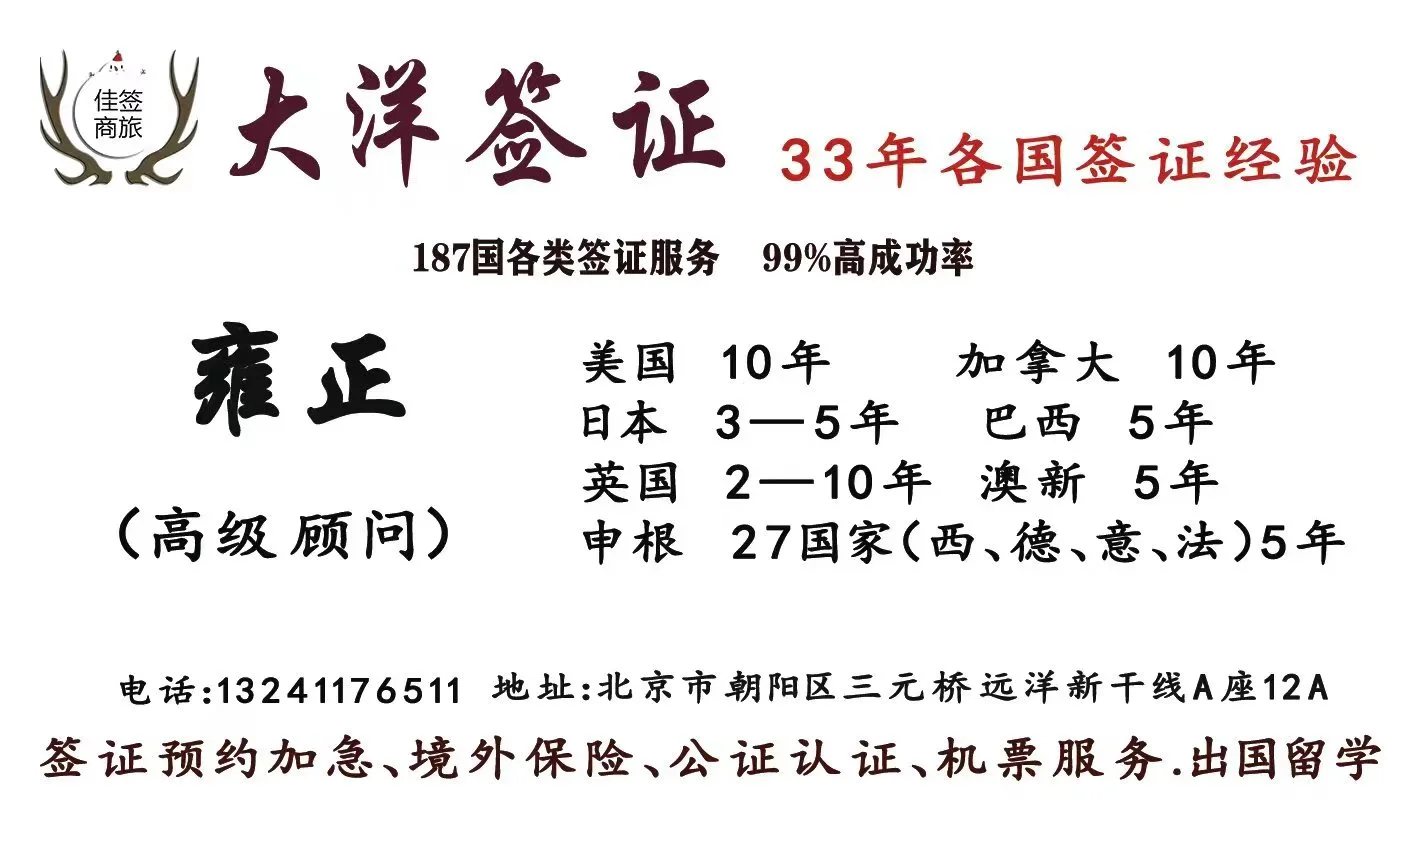 佳签
商旅
大洋签证
33年各国签证经验
187国各类签证服务 99%高成功率
雍正
（高级顾问）
美国 10年 加拿大 10年
日本 3—5年 巴西 5年
英国 2—10年 澳新 5年
申根 27国家(西、德、意、法)5年
电话:13241176511 地址:北京市朝阳区三元桥远洋新干线A座12A
签证预约加急、境外保险、公证认证、机票服务.出国留学